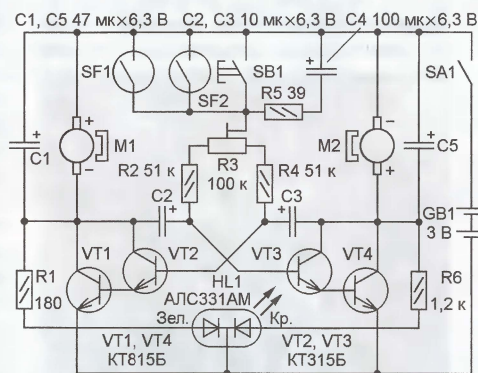 C1, C5 47 мк×6,3 В  C2, C3 10 мк×6,3 В  C4 100 мк×6,3 В
SF1
SF2
SB1
+
SA1
R5 39
+
M1
–
C1
+
–
M2
+
C5
+
R2 51 к
R3
100 к
R4 51 к
C2
+
C3
+
GB1
3 В
VT1
VT2
VT3
VT4
R1
180
HL1
АЛС331АМ
R6
1,2 к
Зел.
Кр.
VT1, VT4
КТ815Б
VT2, VT3
КТ315Б